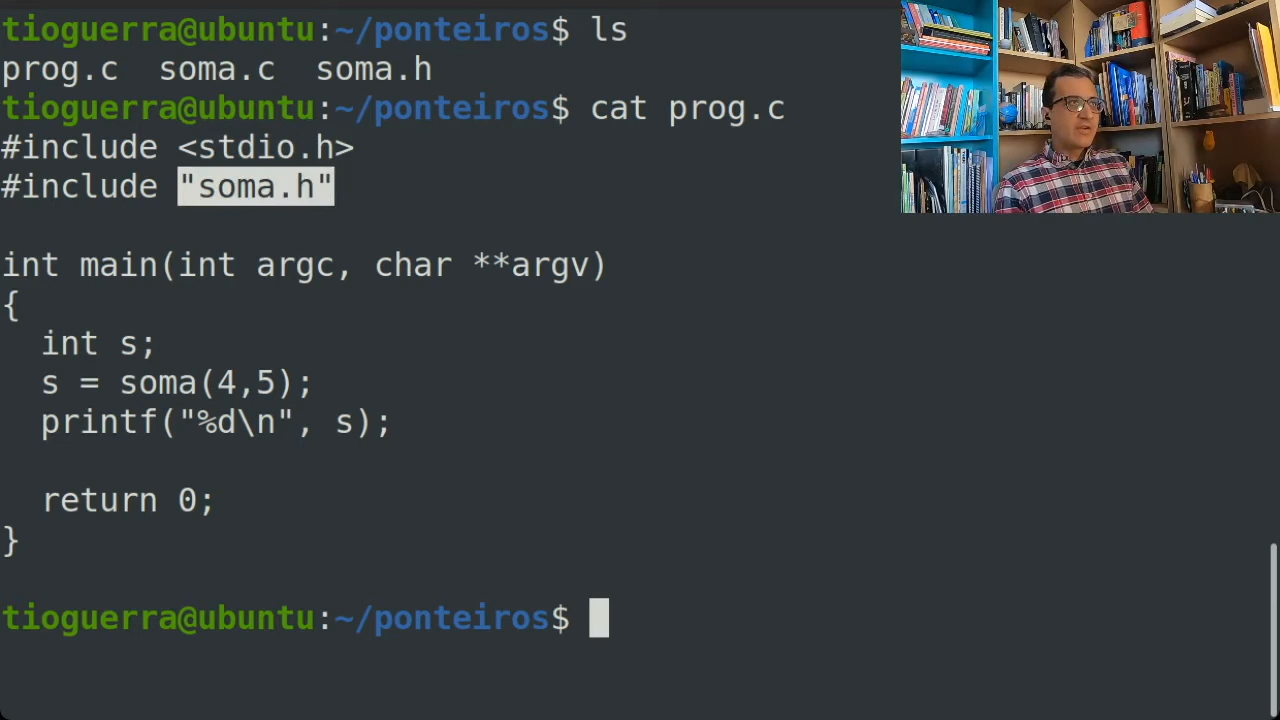 tioguerra@ubuntu:~/ponteiros$ ls
prog.c  soma.c  soma.h
tioguerra@ubuntu:~/ponteiros$ cat prog.c
#include <stdio.h>
#include "soma.h"

int main(int argc, char **argv)
{
  int s;
  s = soma(4,5);
  printf("%d\n", s);

  return 0;
}

tioguerra@ubuntu:~/ponteiros$